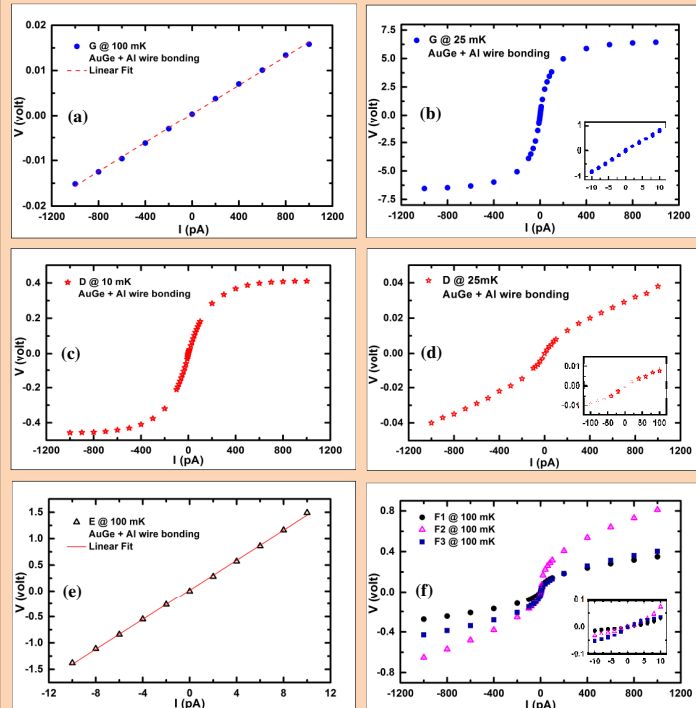 0.02
0.01
0.00
-0.01
-0.02
V (volt)
G @ 100 mK
AuGe + Al wire bonding
Linear Fit
(a)
-1200 -800 -400 0 400 800 1200
I (pA)
7.5
5.0
2.5
0.0
-2.5
-5.0
-7.5
V (volt)
G @ 25 mK
AuGe + Al wire bonding
(b)
1
0
-1
-10 -5 0 5 10
-1200 -800 -400 0 400 800 1200
I (pA)
0.4
0.2
0.0
-0.2
-0.4
V (volt)
D @ 10 mK
AuGe + Al wire bonding
(c)
-1200 -800 -400 0 400 800 1200
I (pA)
0.04
0.02
0.00
-0.02
-0.04
V (volt)
D @ 25mK
AuGe + Al wire bonding
(d)
0.01
0.00
-0.01
-100 -50 0 50 100
-1200 -800 -400 0 400 800 1200
I (pA)
1.5
1.0
0.5
0.0
-0.5
-1.0
-1.5
V (volt)
E @ 100 mK
AuGe + Al wire bonding
Linear Fit
(e)
-12 -8 -4 0 4 8 12
I (pA)
0.8
0.4
0.0
-0.4
-0.8
V (volt)
F1 @ 100 mK
F2 @ 100 mK
F3 @ 100 mK
(f)
0.1
0.0
-0.1
-10 -5 0 5 10
-1200 -800 -400 0 400 800 1200
I (pA)